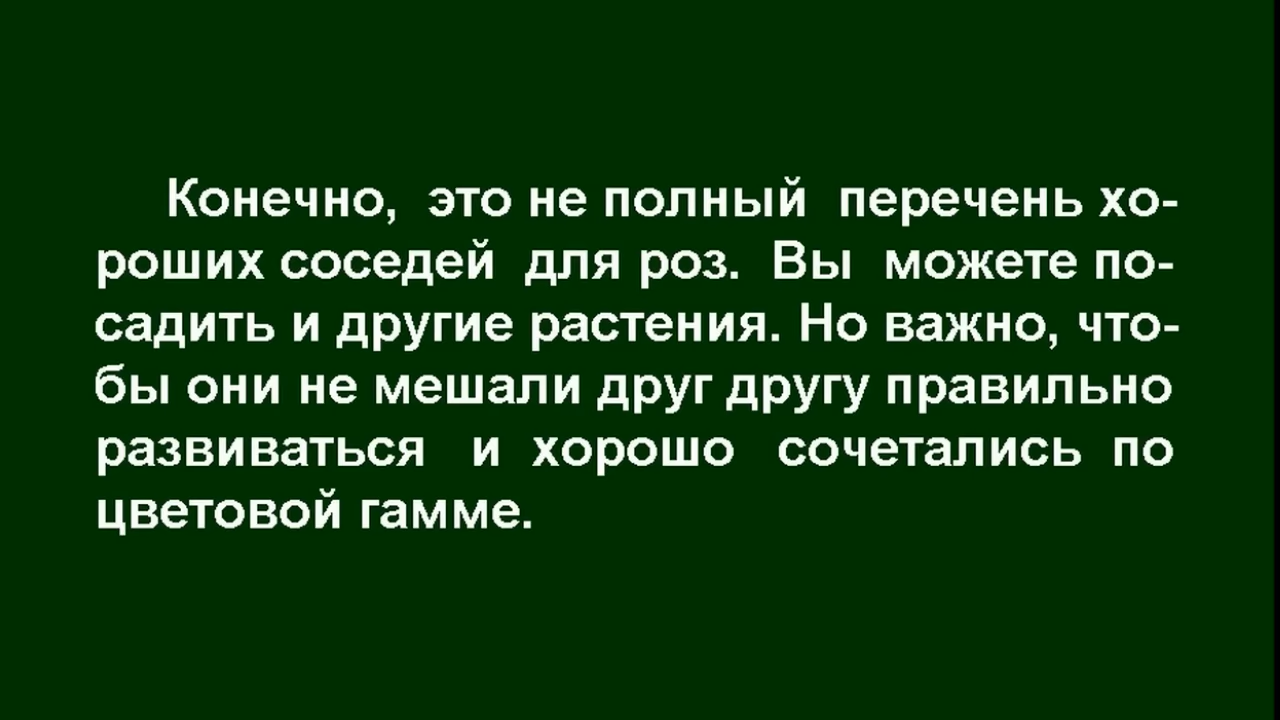 Конечно, это не полный перечень хо-
роших соседей для роз. Вы можете по-
садить и другие растения. Но важно, что-
бы они не мешали друг другу правильно
развиваться и хорошо сочетались по
цветовой гамме.